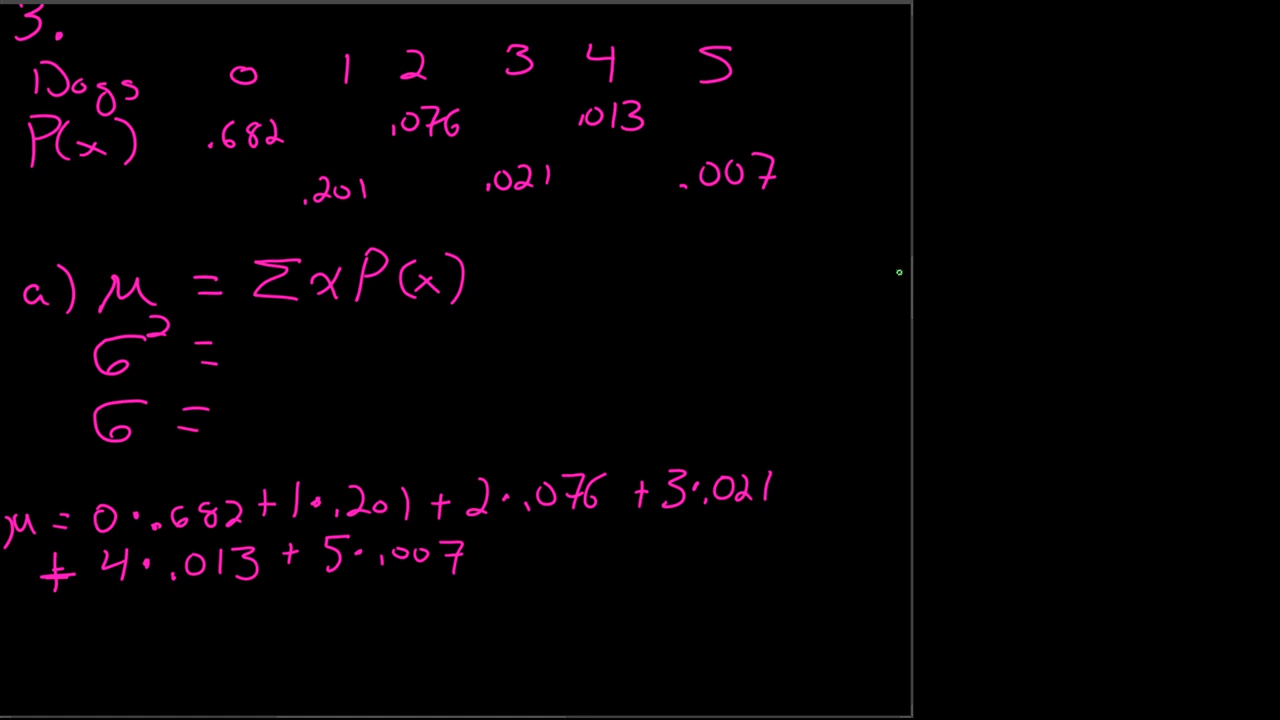 3.
Dogs 0 1 2 3 4 5
P(x) .682 .201 .076 .021 .013 .007
a) μ = Σ x P(x)
σ² =
σ =
μ = 0 · .682 + 1 · .201 + 2 · .076 + 3 · .021
+ 4 · .013 + 5 · .007